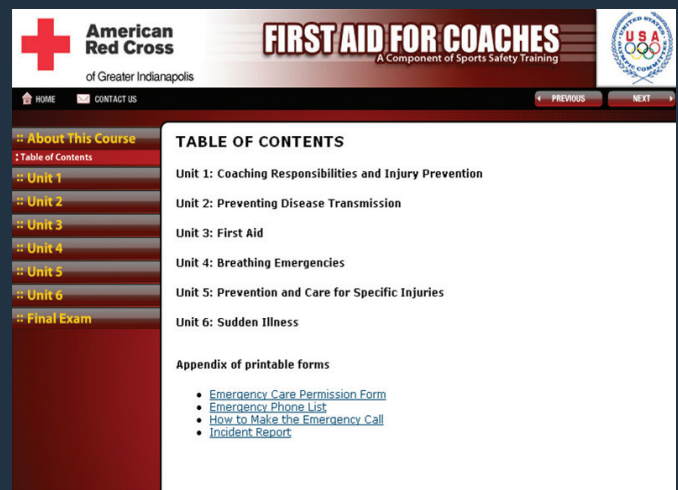 American
Red Cross
of Greater Indianapolis
FIRST AID FOR COACHES
A Component of Sports Safety Training
UNITED STATES
USA
OLYMPIC COMMITTEE
HOME
CONTACT US
PREVIOUS
NEXT
:: About This Course
: Table of Contents
:: Unit 1
:: Unit 2
:: Unit 3
:: Unit 4
:: Unit 5
:: Unit 6
:: Final Exam
TABLE OF CONTENTS
Unit 1: Coaching Responsibilities and Injury Prevention
Unit 2: Preventing Disease Transmission
Unit 3: First Aid
Unit 4: Breathing Emergencies
Unit 5: Prevention and Care for Specific Injuries
Unit 6: Sudden Illness
Appendix of printable forms
• Emergency Care Permission Form
• Emergency Phone List
• How to Make the Emergency Call
• Incident Report